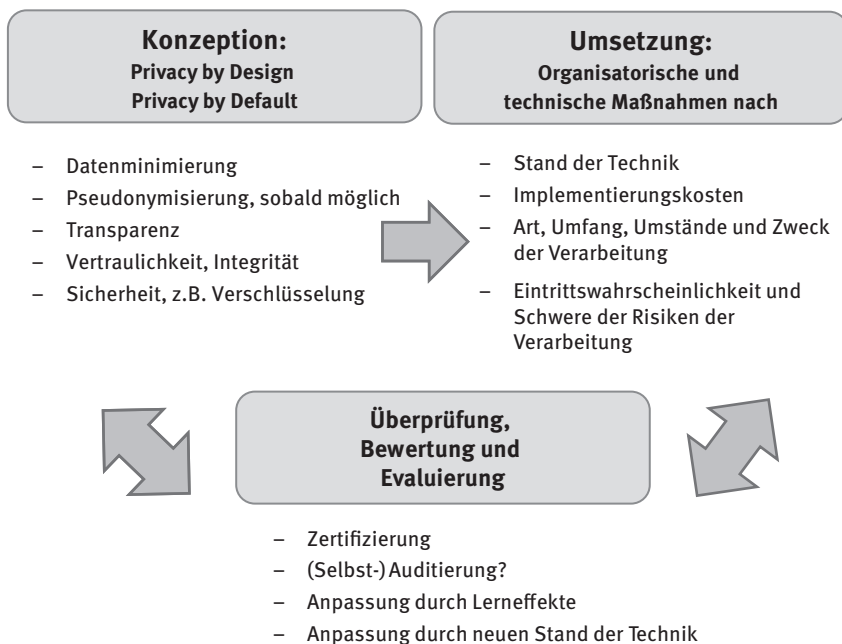 Konzeption:
Privacy by Design
Privacy by Default
– Datenminimierung
– Pseudonymisierung, sobald möglich
– Transparenz
– Vertraulichkeit, Integrität
– Sicherheit, z.B. Verschlüsselung
Umsetzung:
Organisatorische und
technische Maßnahmen nach
– Stand der Technik
– Implementierungskosten
– Art, Umfang, Umstände und Zweck
der Verarbeitung
– Eintrittswahrscheinlichkeit und
Schwere der Risiken der
Verarbeitung
Überprüfung,
Bewertung und
Evaluierung
– Zertifizierung
– (Selbst-) Auditierung?
– Anpassung durch Lerneffekte
– Anpassung durch neuen Stand der Technik